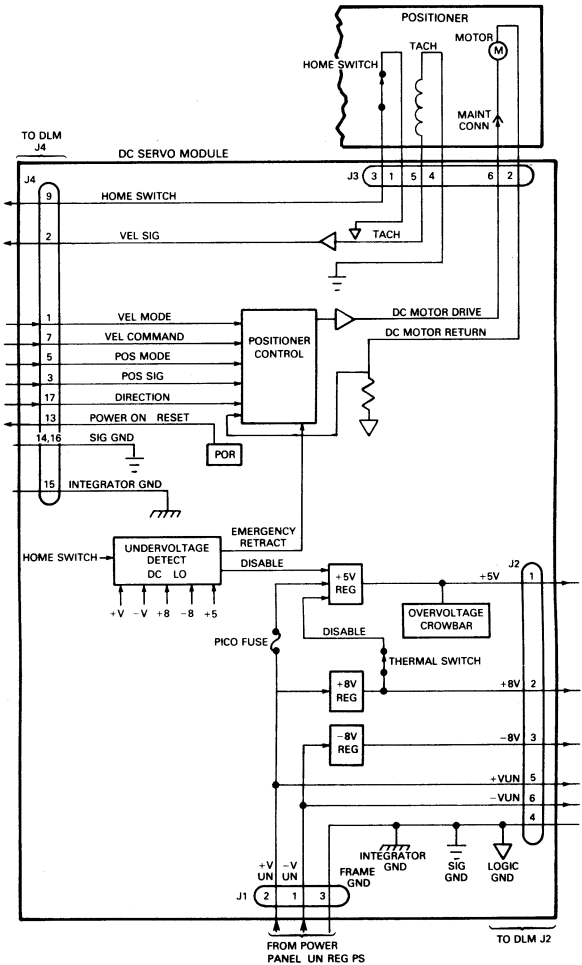 POSITIONER
MOTOR
M
TACH
HOME SWITCH
MAINT
CONN
TO DLM
J4
DC SERVO MODULE
J4
J3 3 1 5 4 6 2
9 HOME SWITCH
2 VEL SIG
TACH
1 VEL MODE
7 VEL COMMAND
5 POS MODE
3 POS SIG
17 DIRECTION
13 POWER ON RESET
14,16 SIG GND
15 INTEGRATOR GND
POSITIONER
CONTROL
DC MOTOR DRIVE
DC MOTOR RETURN
POR
EMERGENCY
RETRACT
HOME SWITCH
UNDERVOLTAGE
DETECT
DC LO
DISABLE
+V -V +8 -8 +5
+5V
REG
J2
+5V 1
OVERVOLTAGE
CROWBAR
PICO FUSE
DISABLE
THERMAL SWITCH
+8V
REG
+8V 2
-8V
REG
-8V 3
+VUN 5
-VUN 6
4
INTEGRATOR
GND
SIG
GND
LOGIC
GND
+V
UN
-V
UN
FRAME
GND
J1 2 1 3
FROM POWER
PANEL UN REG PS
TO DLM J2